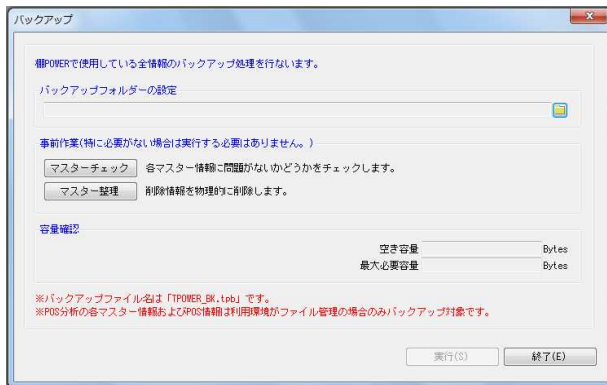 バックアップ
棚POWERで使用している全情報のバックアップ処理を行ないます。
バックアップフォルダーの設定
事前作業(特に必要がない場合は実行する必要はありません。)
マスターチェック 各マスター情報に問題がないかどうかをチェックします。
マスター整理 削除情報を物理的に削除します。
容量確認
空き容量 Bytes
最大必要容量 Bytes
※バックアップファイル名は「TPOWER_BK.tpb」です。
※POS分析の各マスター情報およびPOS情報は利用環境がファイル管理の場合のみバックアップ対象です。
実行(S) 終了(E)